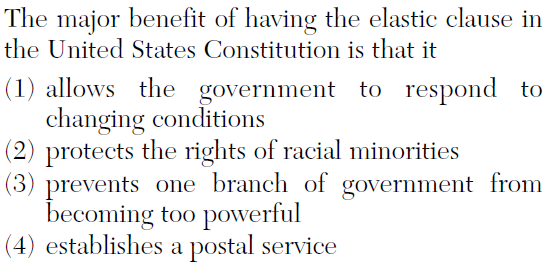 The major benefit of having the elastic clause in
the United States Constitution is that it
(1) allows the government to respond to
changing conditions
(2) protects the rights of racial minorities
(3) prevents one branch of government from
becoming too powerful
(4) establishes a postal service